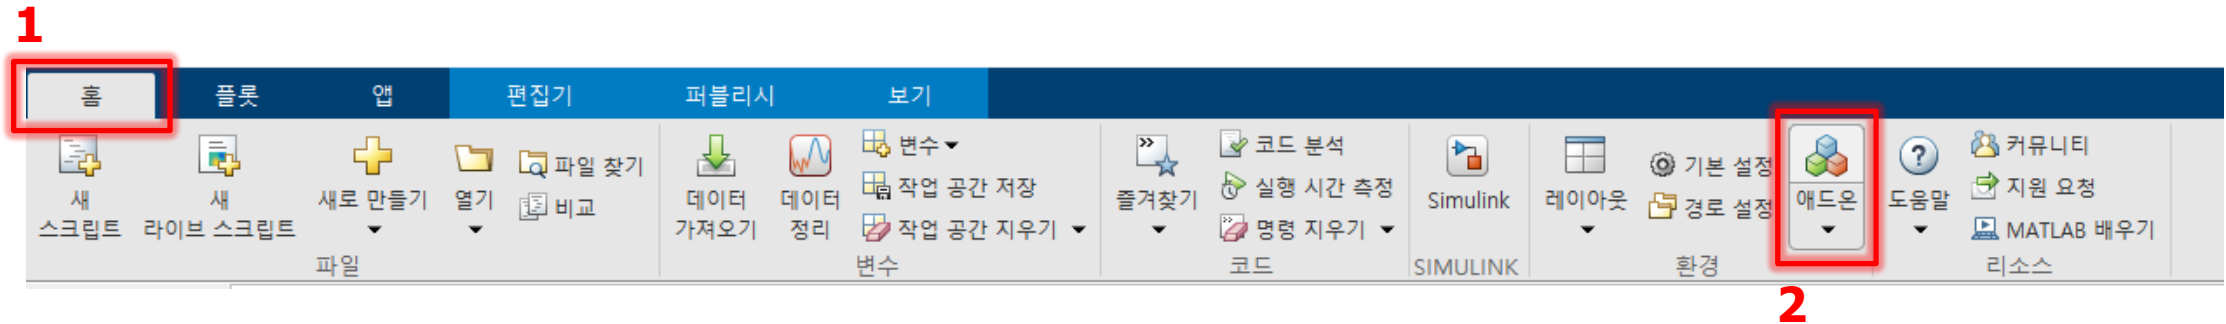 1
홈
플롯
앱
편집기
퍼블리시
보기
새
스크립트
새
라이브 스크립트
새로 만들기
열기
파일 찾기
비교
파일
데이터
가져오기
데이터
정리
변수
작업 공간 저장
작업 공간 지우기
변수
즐겨찾기
코드 분석
실행 시간 측정
명령 지우기
코드
Simulink
SIMULINK
레이아웃
기본 설정
경로 설정
애드온
환경
도움말
커뮤니티
지원 요청
MATLAB 배우기
리소스
2